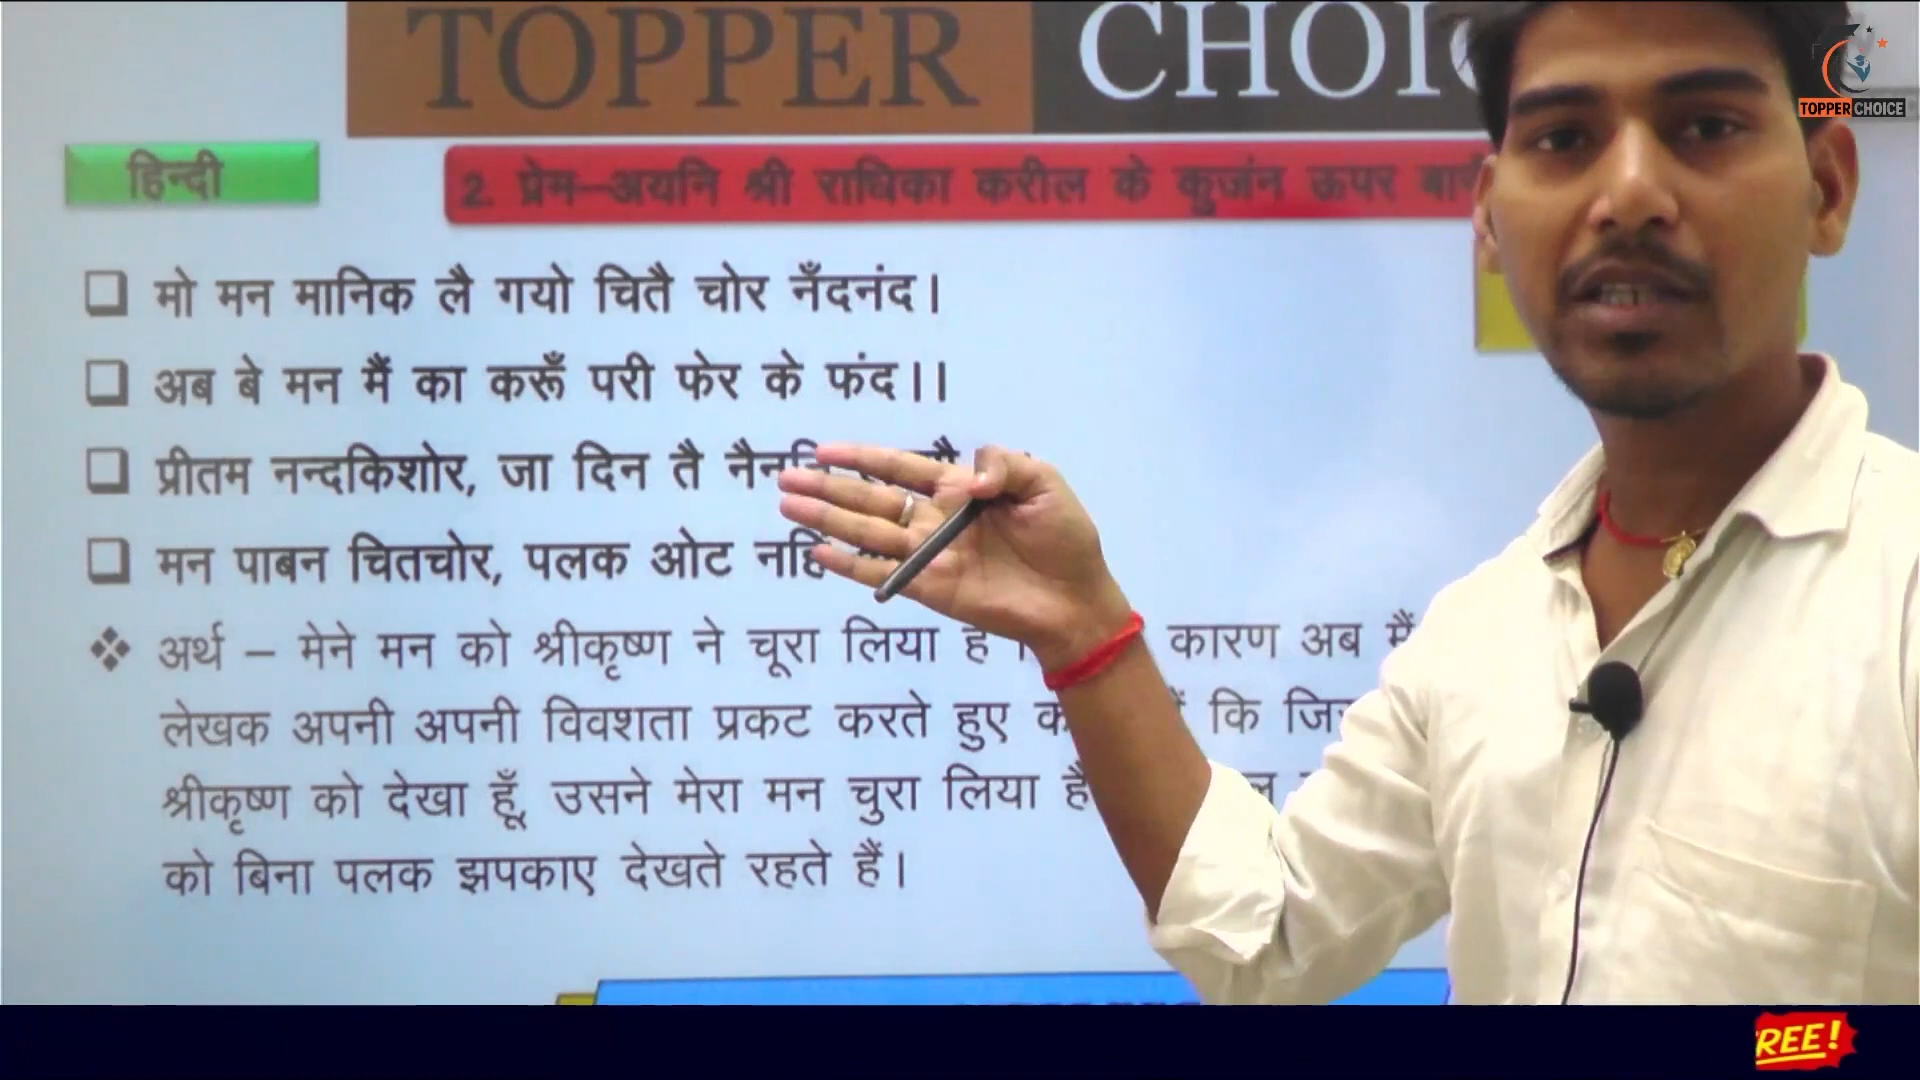 TOPPER
TOPPER CHOICE
हिन्दी
2. प्रेम–अयनि श्री राधिका करील के कुजंन ऊपर
मो मन मानिक लै गयो चितै चोर नँदनंद।
अब बे मन मैं का करूँ परी फेर के फंद।।
प्रीतम नन्दकिशोर, जा दिन तै
मन पाबन चितचोर, पलक ओट नहि
अर्थ – मेने मन को श्रीकृष्ण ने चूरा लिया है कारण अब मैं
लेखक अपनी अपनी विवशता प्रकट करते हुए कि
श्रीकृष्ण को देखा हूँ, उसने मेरा मन चुरा लिया है
को बिना पलक झपकाए देखते रहते हैं।
REE!